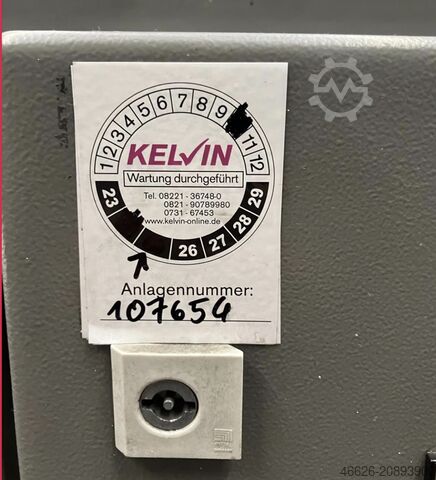 1 2 3 4 5 6 7 8 9 11 12
KELVIN
Wartung durchgeführt
Tel. 08221 - 36748-0
0821 - 90789980
0731 - 67453
www.kelvin-online.de
23 26 27 28 29
Anlagennummer:
107654
46626-2089390